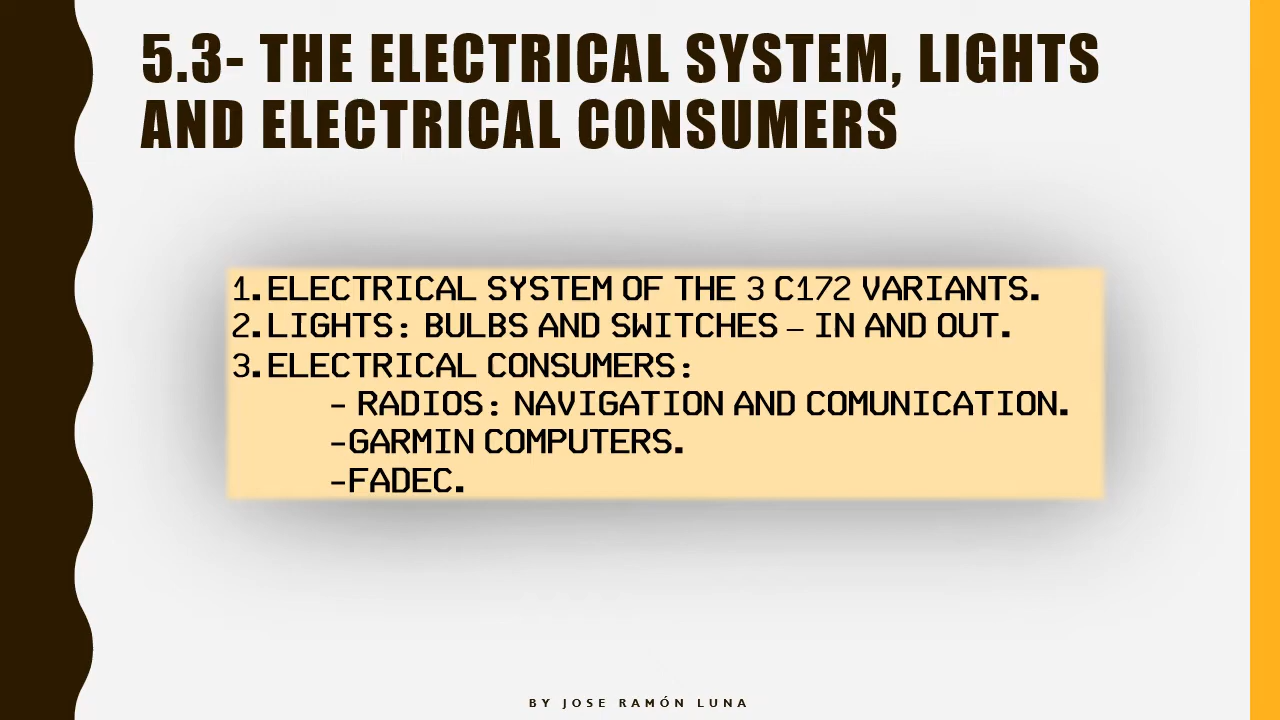 5.3- THE ELECTRICAL SYSTEM, LIGHTS
AND ELECTRICAL CONSUMERS
1. ELECTRICAL SYSTEM OF THE 3 C172 VARIANTS.
2. LIGHTS: BULBS AND SWITCHES – IN AND OUT.
3. ELECTRICAL CONSUMERS:
- RADIOS: NAVIGATION AND COMUNICATION.
-GARMIN COMPUTERS.
-FADEC.
BY JOSE RAMÓN LUNA